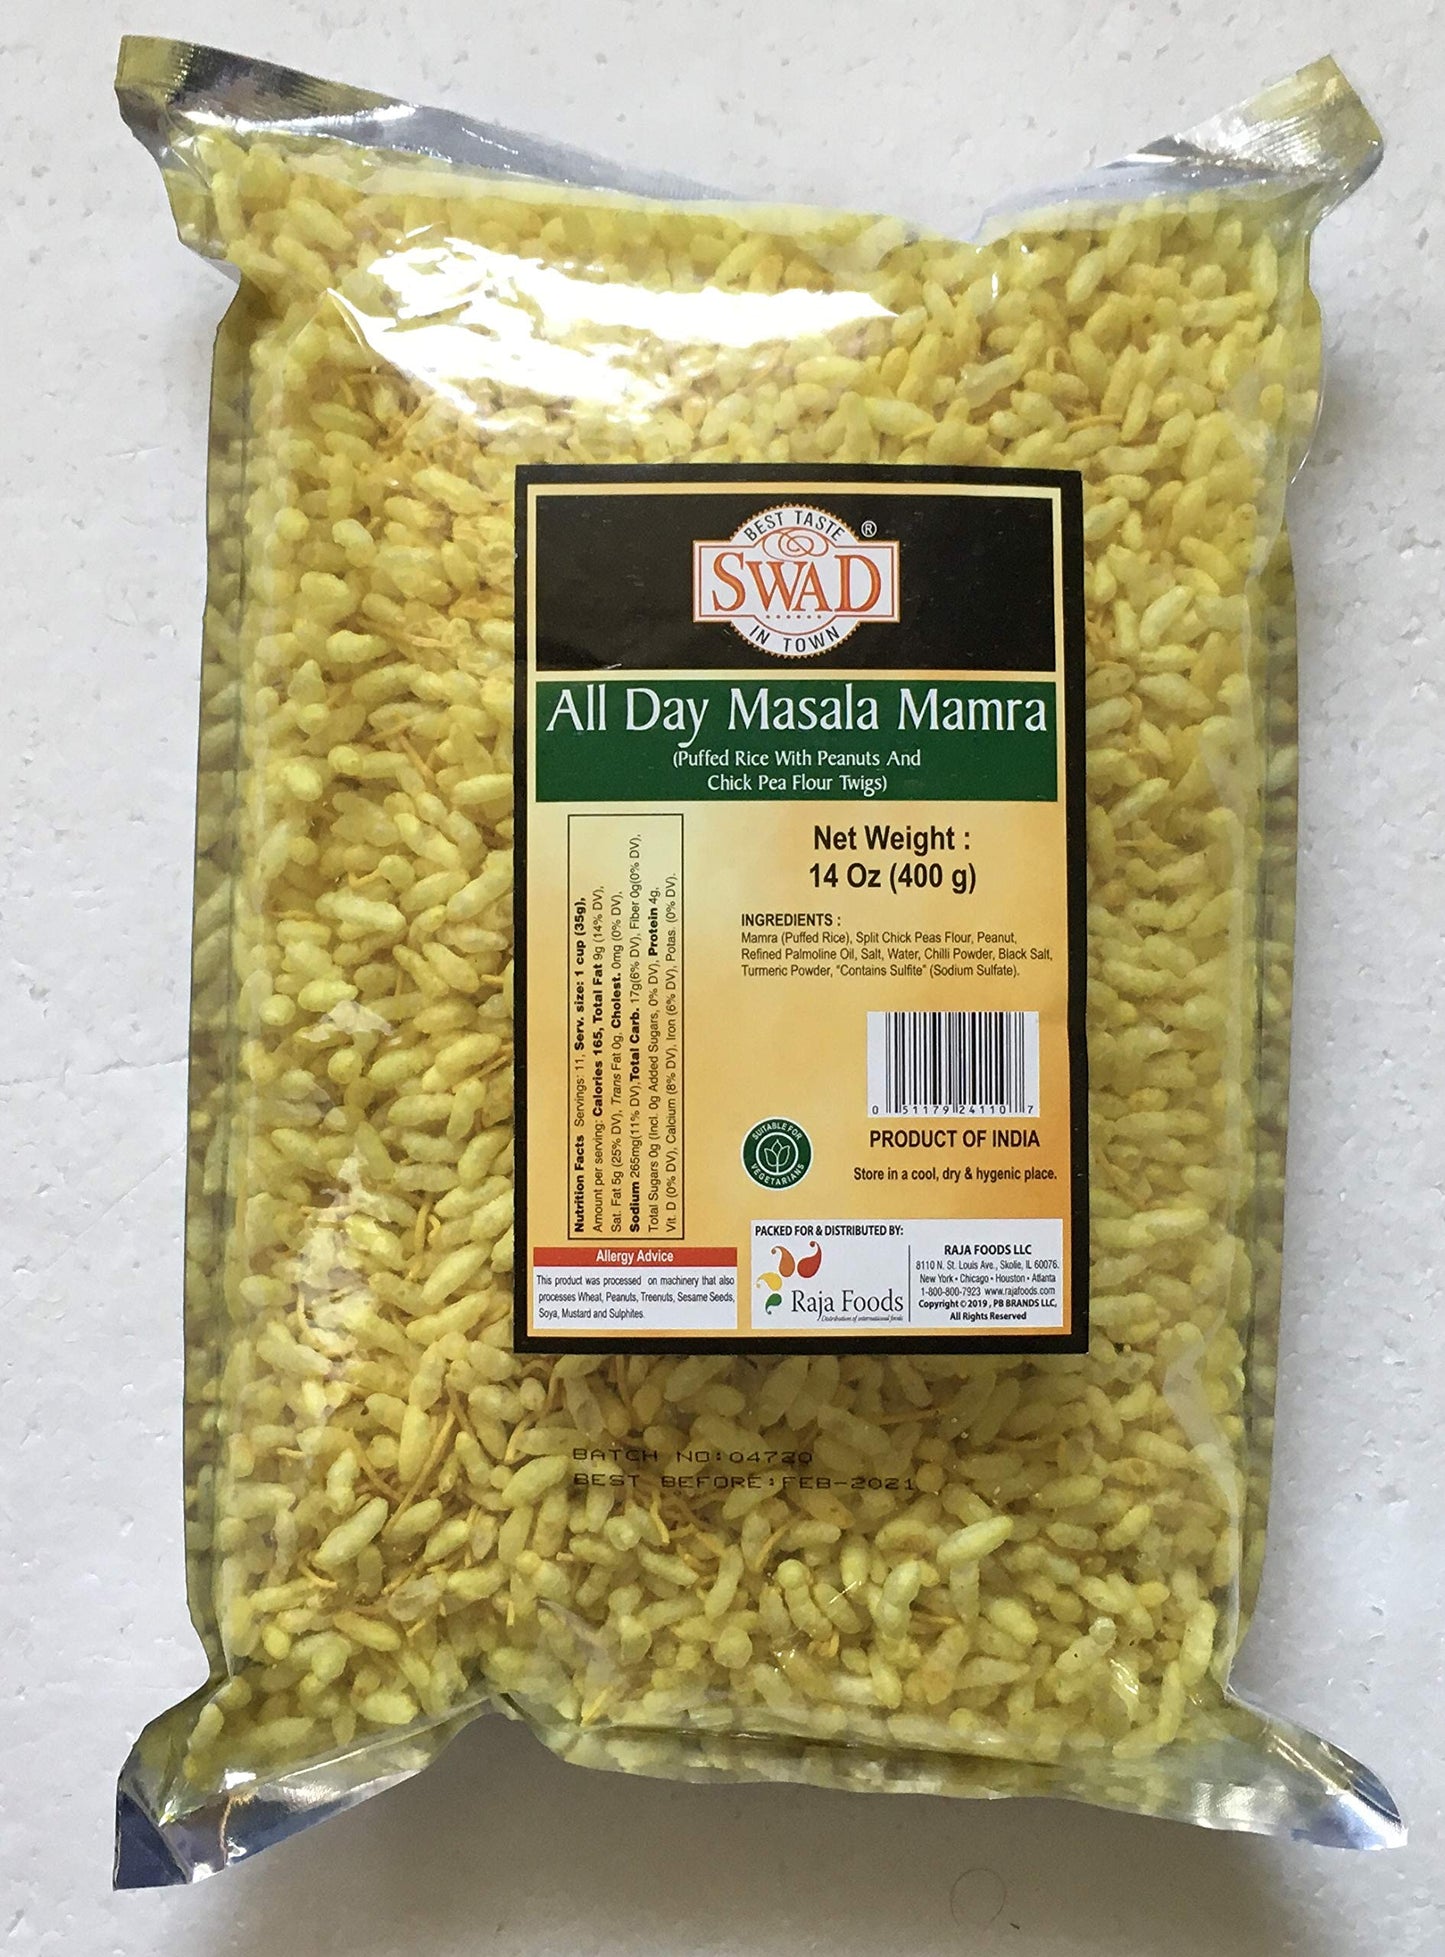 BEST TASTE
®
SWAD
IN TOWN
All Day Masala Mamra
(Puffed Rice With Peanuts And
Chick Pea Flour Twigs)
Nutrition Facts Servings: 11, Serv. size: 1 cup (35g),
Amount per serving: Calories 165, Total Fat 9g (14% DV),
Sat. Fat 5g (25% DV), Trans Fat 0g, Cholest. 0mg (0% DV),
Sodium 265mg(11% DV),Total Carb. 17g(6% DV), Fiber 0g(0% DV),
Total Sugars 0g (Incl. 0g Added Sugars, 0% DV), Protein 4g,
Vit. D (0% DV), Calcium (8% DV), Iron (6% DV), Potas. (0% DV).
Net Weight :
14 Oz (400 g)
INGREDIENTS :
Mamra (Puffed Rice), Split Chick Peas Flour, Peanut,
Refined Palmoline Oil, Salt, Water, Chilli Powder, Black Salt,
Turmeric Powder, "Contains Sulfite" (Sodium Sulfate).
0 51179 24110 7
SUITABLE FOR
VEGETARIANS
PRODUCT OF INDIA
Store in a cool, dry & hygenic place.
Allergy Advice
This product was processed on machinery that also
processes Wheat, Peanuts, Treenuts, Sesame Seeds,
Soya, Mustard and Sulphites.
PACKED FOR & DISTRIBUTED BY:
Raja Foods
Distributors of international foods
RAJA FOODS LLC
8110 N. St. Louis Ave., Skokie, IL 60076.
New York • Chicago • Houston • Atlanta
1-800-800-7923 www.rajafoods.com
Copyright © 2019, PB BRANDS LLC,
All Rights Reserved
BATCH NO:04720
BEST BEFORE:FEB-2021